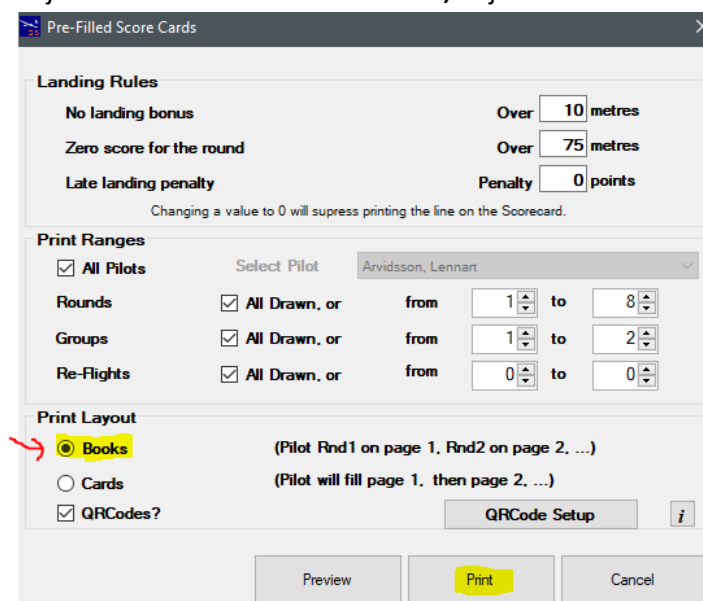 Pre-Filled Score Cards
Landing Rules
No landing bonus Over 10 metres
Zero score for the round Over 75 metres
Late landing penalty Penalty 0 points
Changing a value to 0 will supress printing the line on the Scorecard.
Print Ranges
All Pilots Select Pilot Arvidsson, Lennart
Rounds All Drawn, or from 1 to 8
Groups All Drawn, or from 1 to 2
Re-Flights All Drawn, or from 0 to 0
Print Layout
Books (Pilot Rnd1 on page 1, Rnd2 on page 2, ...)
Cards (Pilot will fill page 1, then page 2, ...)
QRCodes? QRCode Setup i
Preview Print Cancel